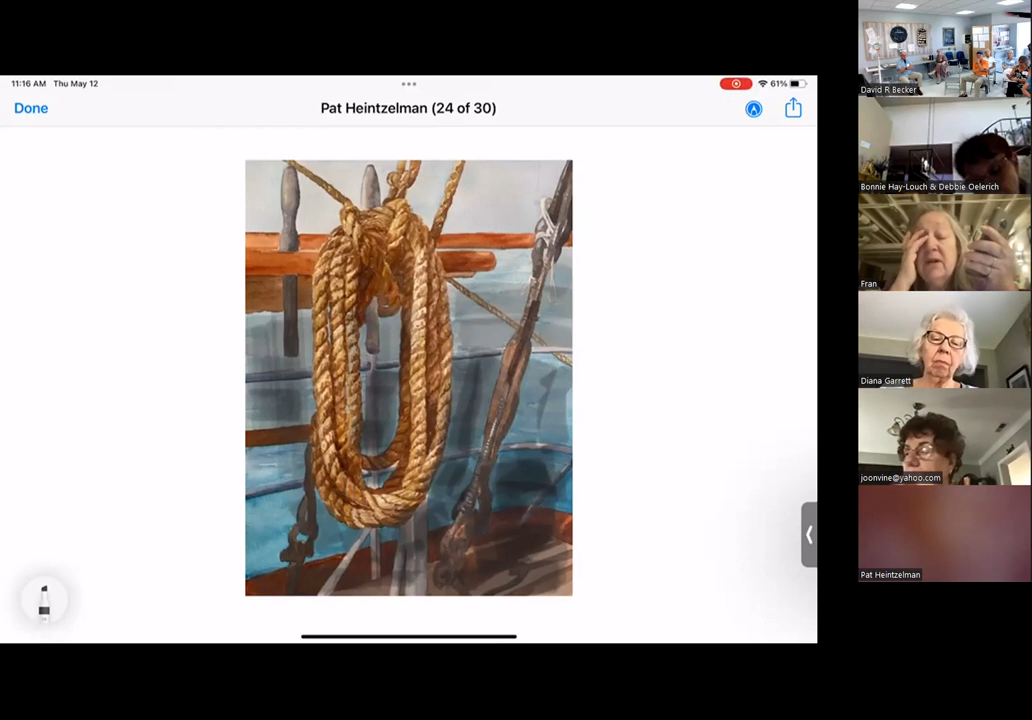 11:16 AM Thu May 12
61%
Done
Pat Heintzelman (24 of 30)
David R Becker
Bonnie Hay-Louch & Debbie Oelerich
Fran
Diana Garrett
joonvine@yahoo.com
Pat Heintzelman